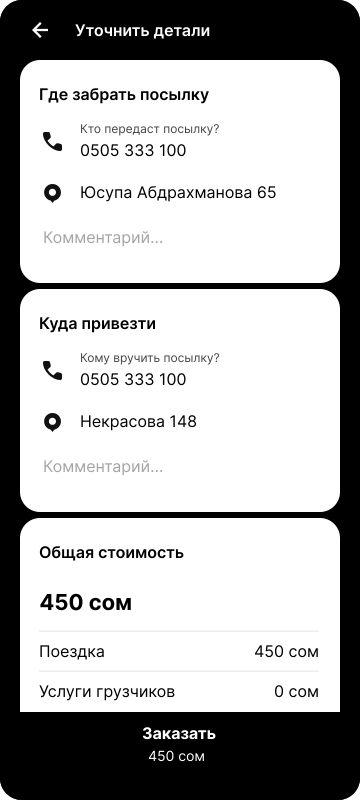 Уточнить детали
Где забрать посылку
Кто передаст посылку?
0505 333 100
Юсупа Абдрахманова 65
Комментарий...
Куда привезти
Кому вручить посылку?
0505 333 100
Некрасова 148
Комментарий...
Общая стоимость
450 сом
Поездка 450 сом
Услуги грузчиков 0 сом
Заказать
450 сом